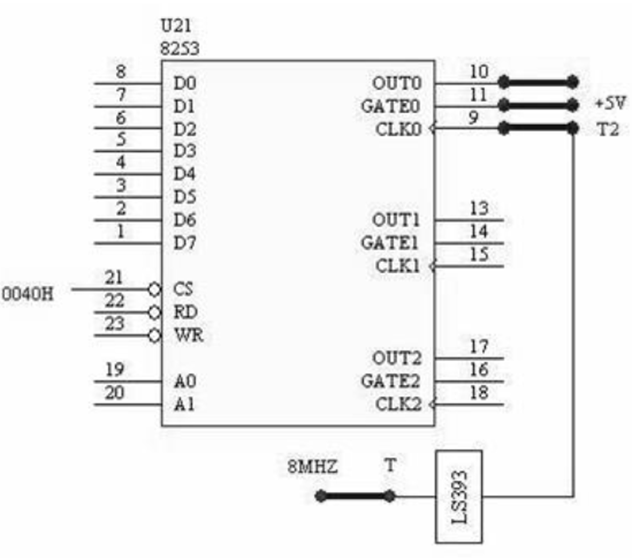 U21
8253
8 D0 OUT0 10
7 D1 GATE0 11 +5V
6 D2 CLK0 9 T2
5 D3
4 D4
3 D5
2 D6 OUT1 13
1 D7 GATE1 14
CLK1 15
0040H 21 CS
22 RD
23 WR
OUT2 17
19 A0 GATE2 16
20 A1 CLK2 18
8MHZ T
LS393